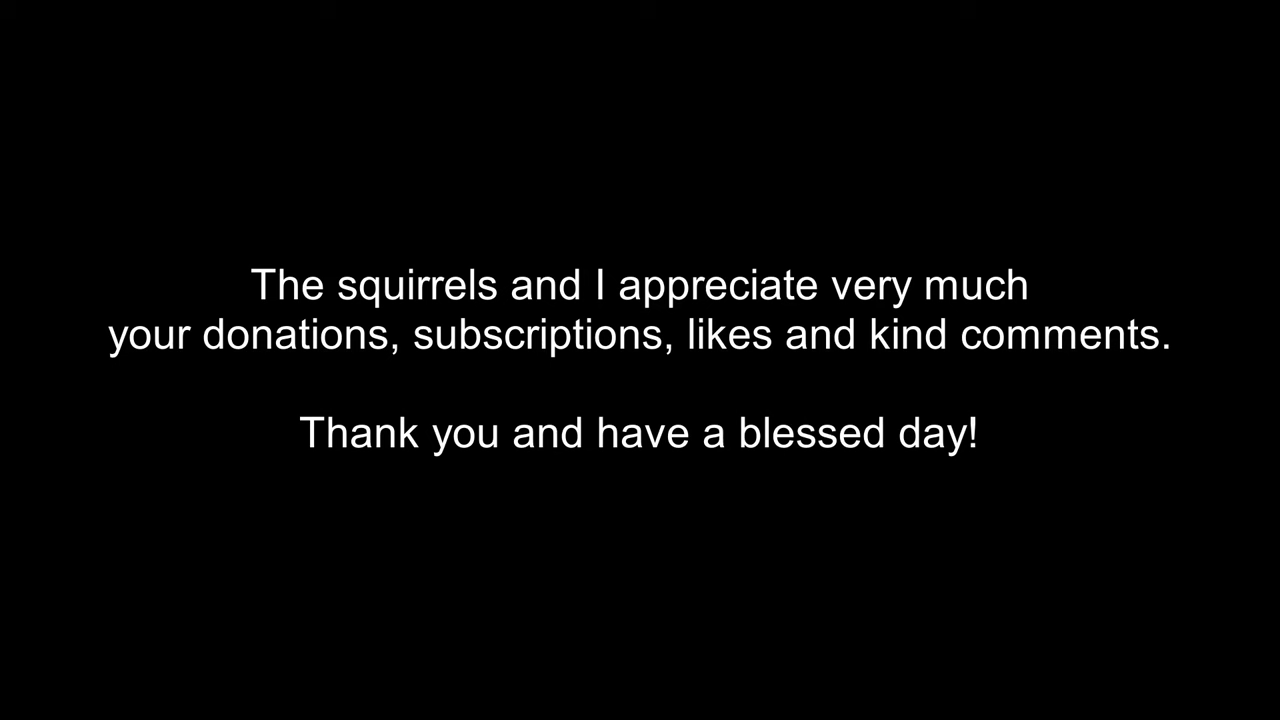 The squirrels and I appreciate very much
your donations, subscriptions, likes and kind comments.
Thank you and have a blessed day!